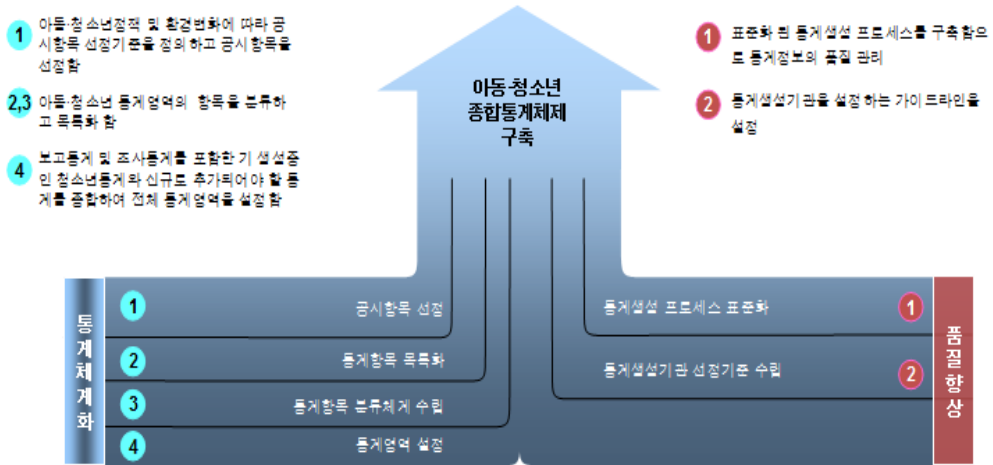 1
아동·청소년정책 및 환경변화에 따라 공
시항목 선정기준을 정의하고 공시항목을
선정함
2,3
아동·청소년 통계영역의 항목을 분류하
고 목록화 함
4
보고통계 및 조사통계를 포함한 기 생성중
인 청소년통계와 신규로 추가되어야 할 통
계를 종합하여 전체 통계영역을 설정함
아동·청소년
종합통계체제
구축
1
표준화 된 통계생성 프로세스를 구축함으
로 통계정보의 품질 관리
2
통계생성기관을 설정하는 가이드라인을
설정
통계체계화
1
공시항목 선정
2
통계항목 목록화
3
통계항목 분류체계 수립
4
통계영역 설정
통계생성 프로세스 표준화
1
통계생성기관 선정기준 수립
2
품질향상